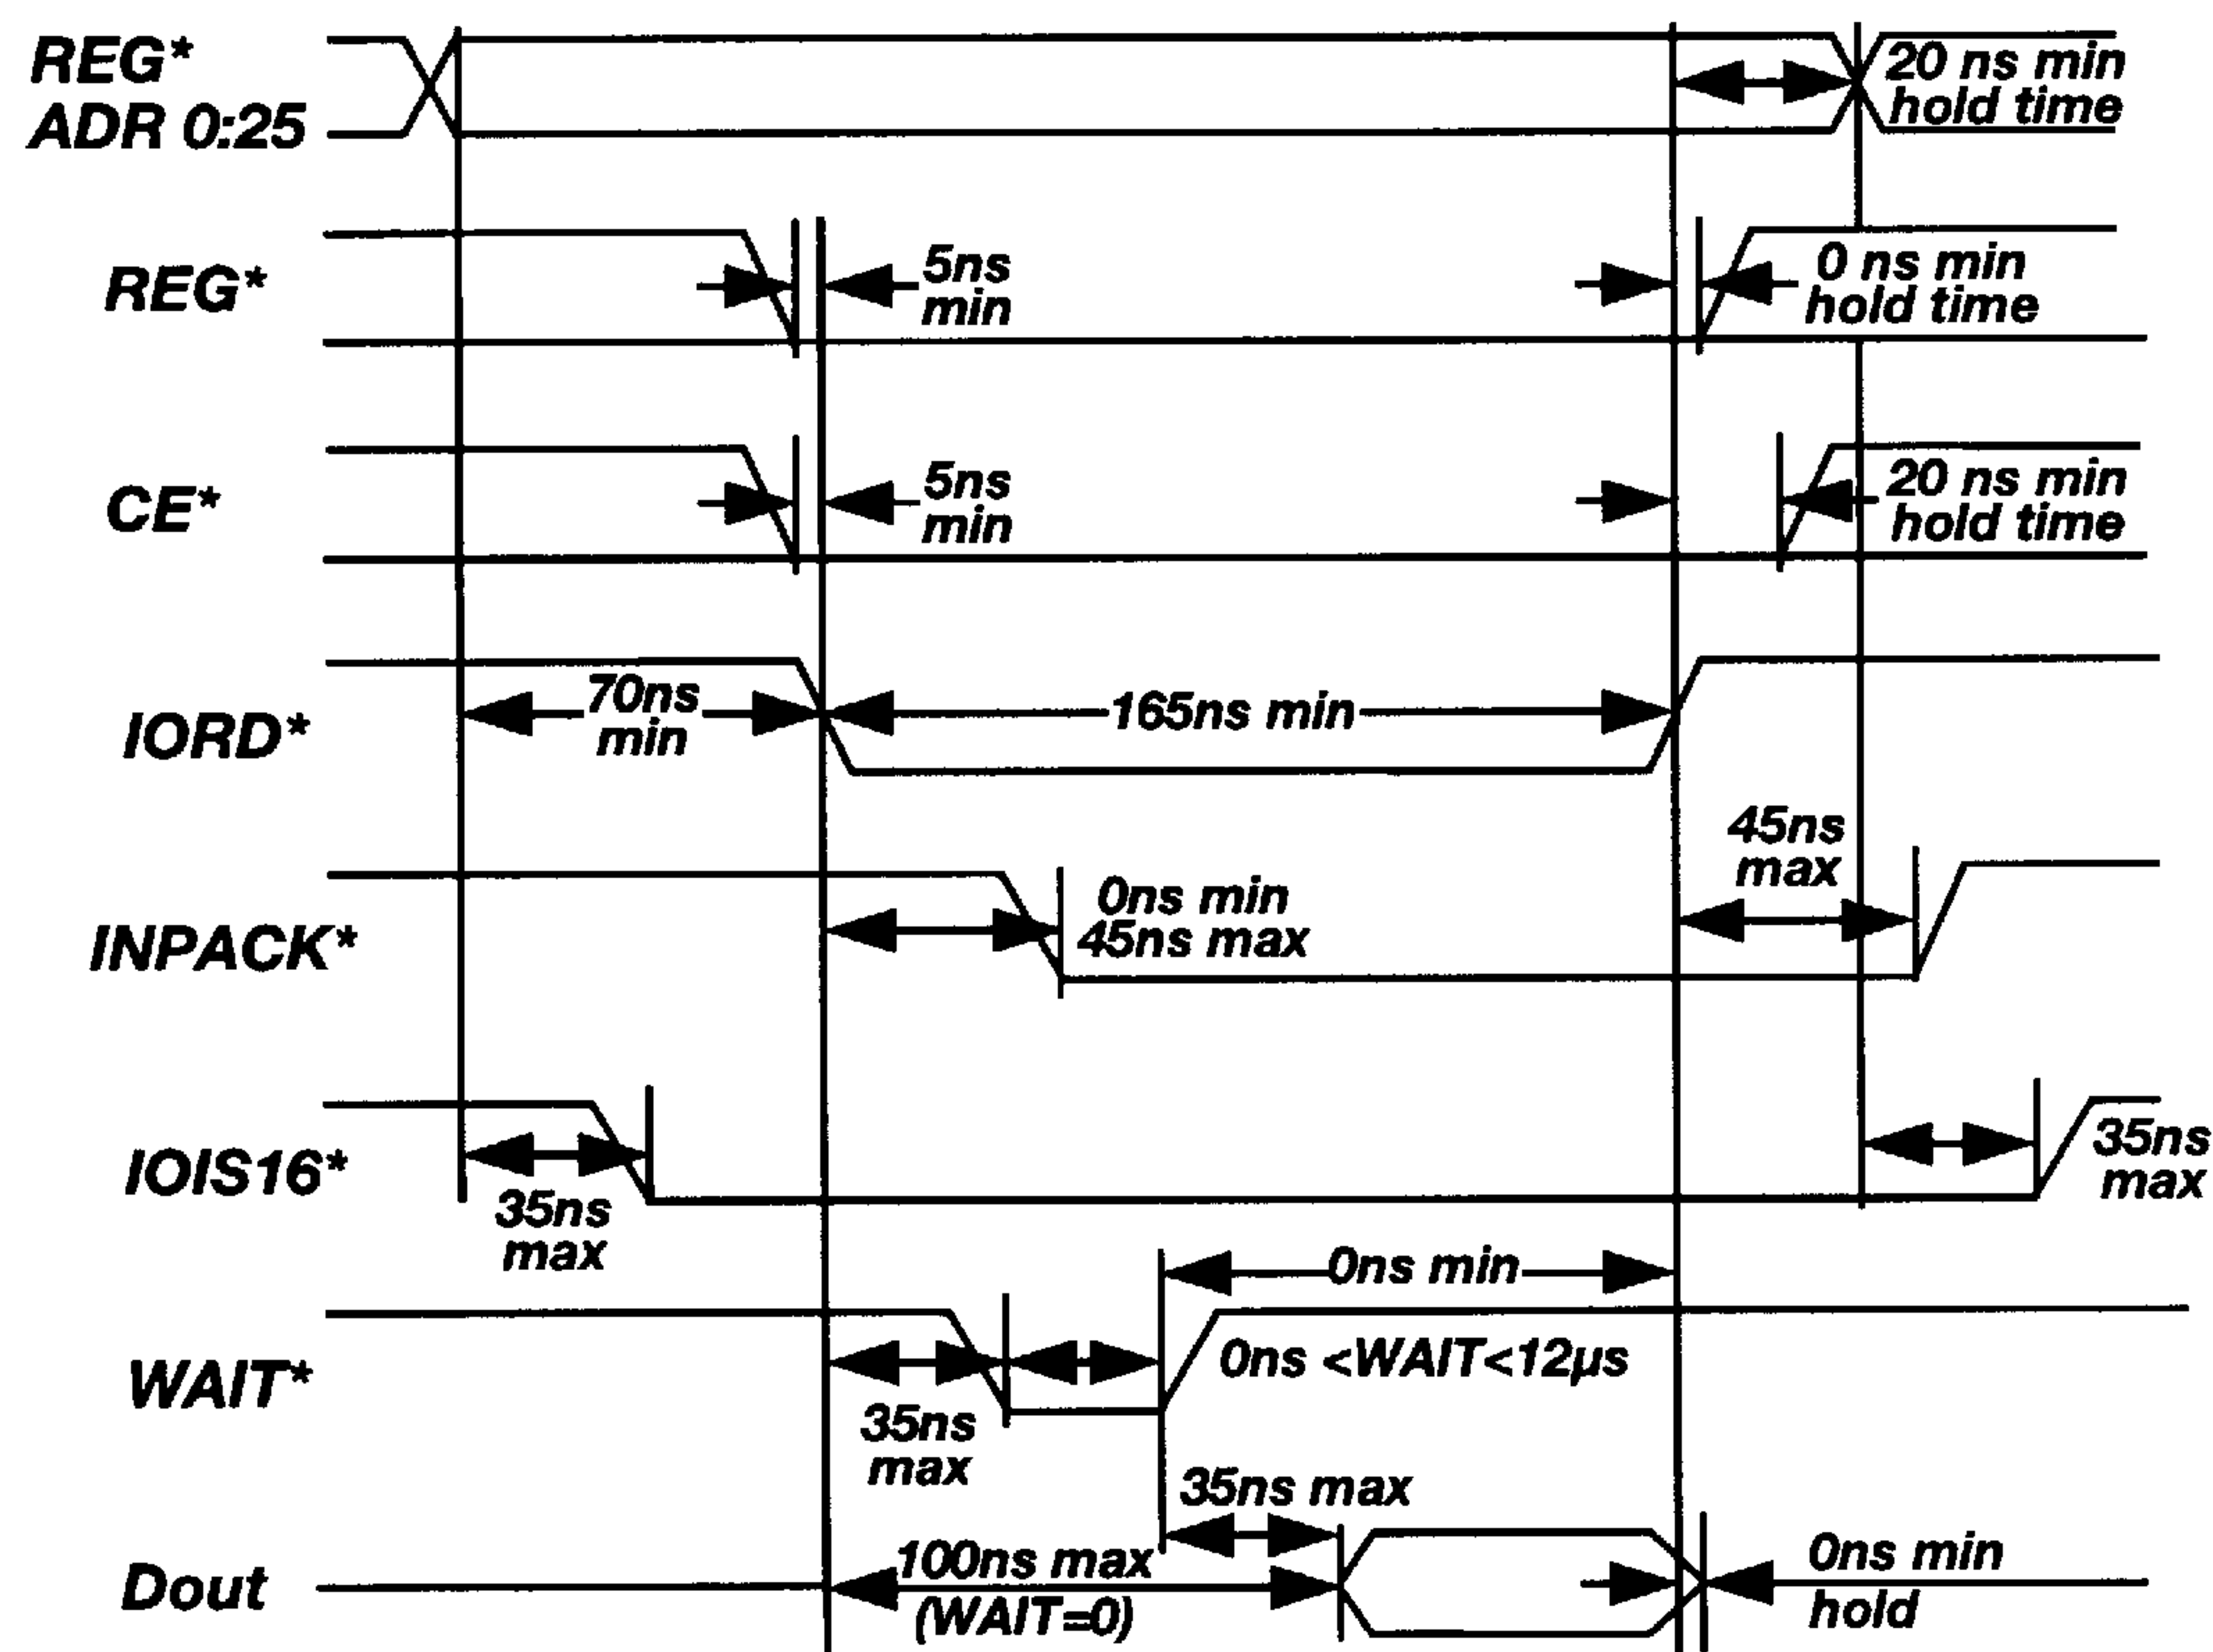 REG*
ADR 0:25
20 ns min
hold time
REG*
5ns
min
0 ns min
hold time
CE*
5ns
min
20 ns min
hold time
IORD*
70ns
min
165ns min
45ns
max
INPACK*
0ns min
45ns max
IOIS16*
35ns
max
35ns
max
0ns min
WAIT*
35ns
max
0ns <WAIT<12µs
35ns max
Dout
100ns max
(WAIT=0)
0ns min
hold